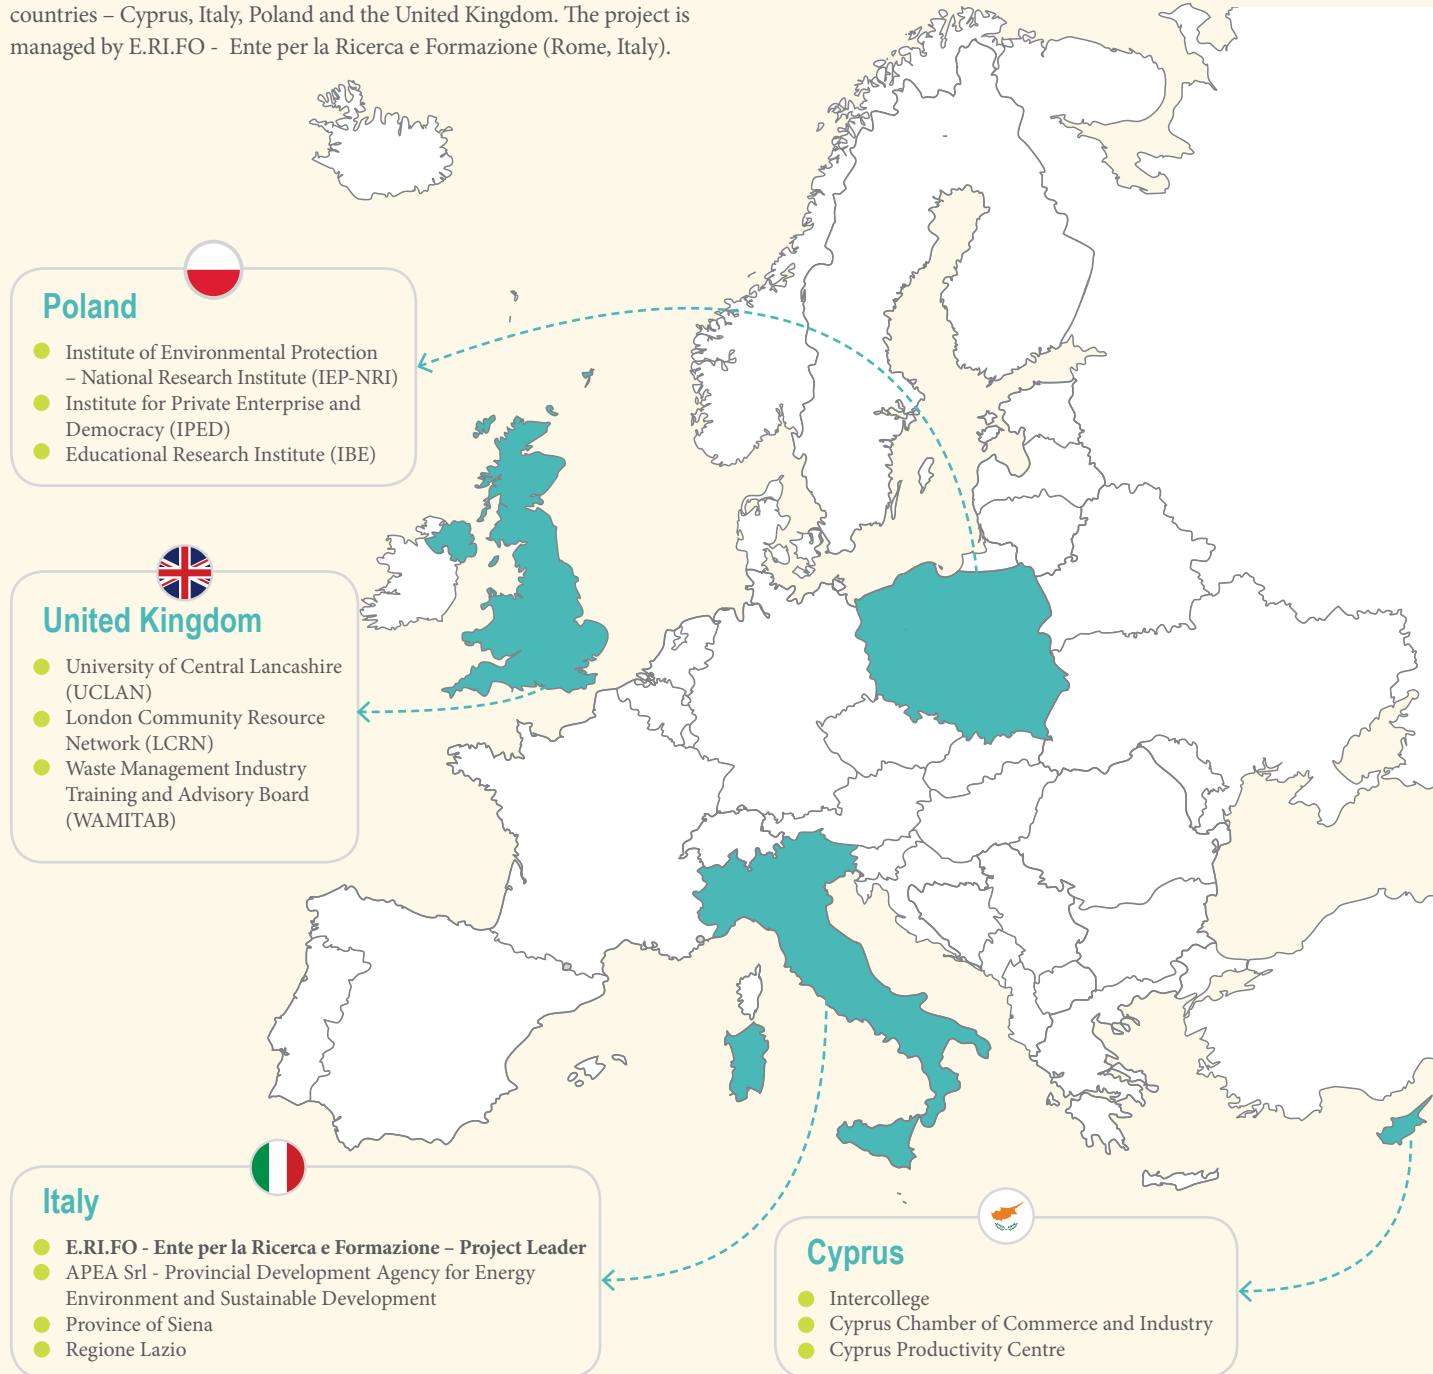 countries – Cyprus, Italy, Poland and the United Kingdom. The project is
managed by E.RI.FO - Ente per la Ricerca e Formazione (Rome, Italy).
Poland
Institute of Environmental Protection
– National Research Institute (IEP-NRI)
Institute for Private Enterprise and
Democracy (IPED)
Educational Research Institute (IBE)
United Kingdom
University of Central Lancashire
(UCLAN)
London Community Resource
Network (LCRN)
Waste Management Industry
Training and Advisory Board
(WAMITAB)
Italy
E.RI.FO - Ente per la Ricerca e Formazione – Project Leader
APEA Srl - Provincial Development Agency for Energy
Environment and Sustainable Development
Province of Siena
Regione Lazio
Cyprus
Intercollege
Cyprus Chamber of Commerce and Industry
Cyprus Productivity Centre